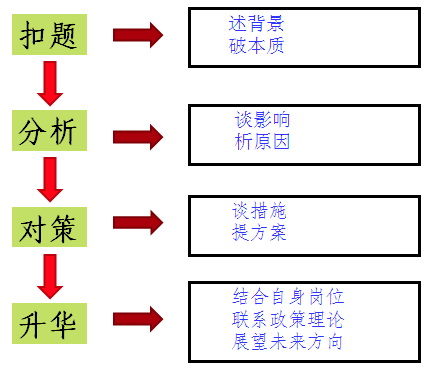 扣题
述背景
破本质
分析
谈影响
析原因
对策
谈措施
提方案
升华
结合自身岗位
联系政策理论
展望未来方向